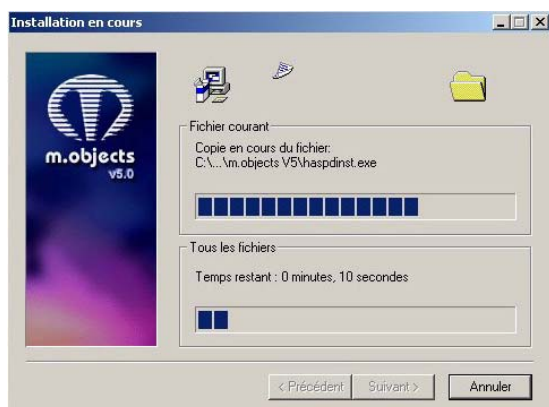 Installation en cours
m.objects
v5.0
Fichier courant
Copie en cours du fichier:
C:\...\m.objects V5\haspdinst.exe
Tous les fichiers
Temps restant : 0 minutes, 10 secondes
< Précédent
Suivant >
Annuler